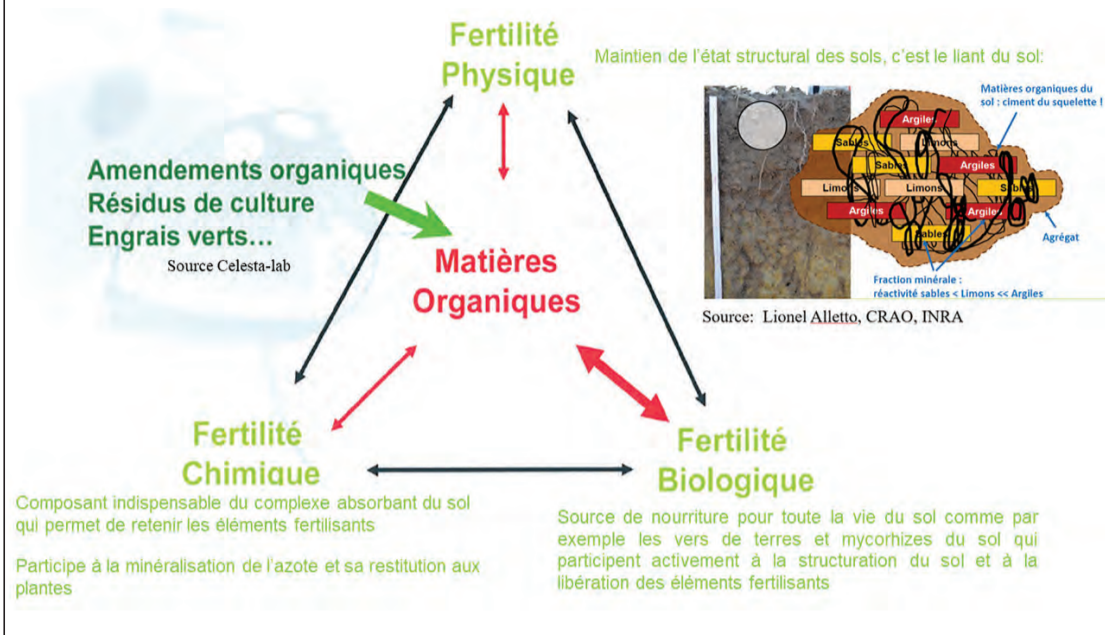 Fertilité
Physique
Maintien de l'état structural des sols, c'est le liant du sol:
Matières organiques du
sol : ciment du squelette !
Argiles
Sables
Limons
Sables
Argiles
Limons
Limons
Sables
Argiles
Argiles
Sables
Agrégat
Fraction minérale :
réactivité sables < Limons << Argiles
Source: Lionel Alletto, CRAO, INRA
Amendements organiques
Résidus de culture
Engrais verts...
Source Celesta-lab
Matières
Organiques
Fertilité
Chimique
Composant indispensable du complexe absorbant du sol
qui permet de retenir les éléments fertilisants
Participe à la minéralisation de l'azote et sa restitution aux
plantes
Fertilité
Biologique
Source de nourriture pour toute la vie du sol comme par
exemple les vers de terres et mycorhizes du sol qui
participent activement à la structuration du sol et à la
libération des éléments fertilisants